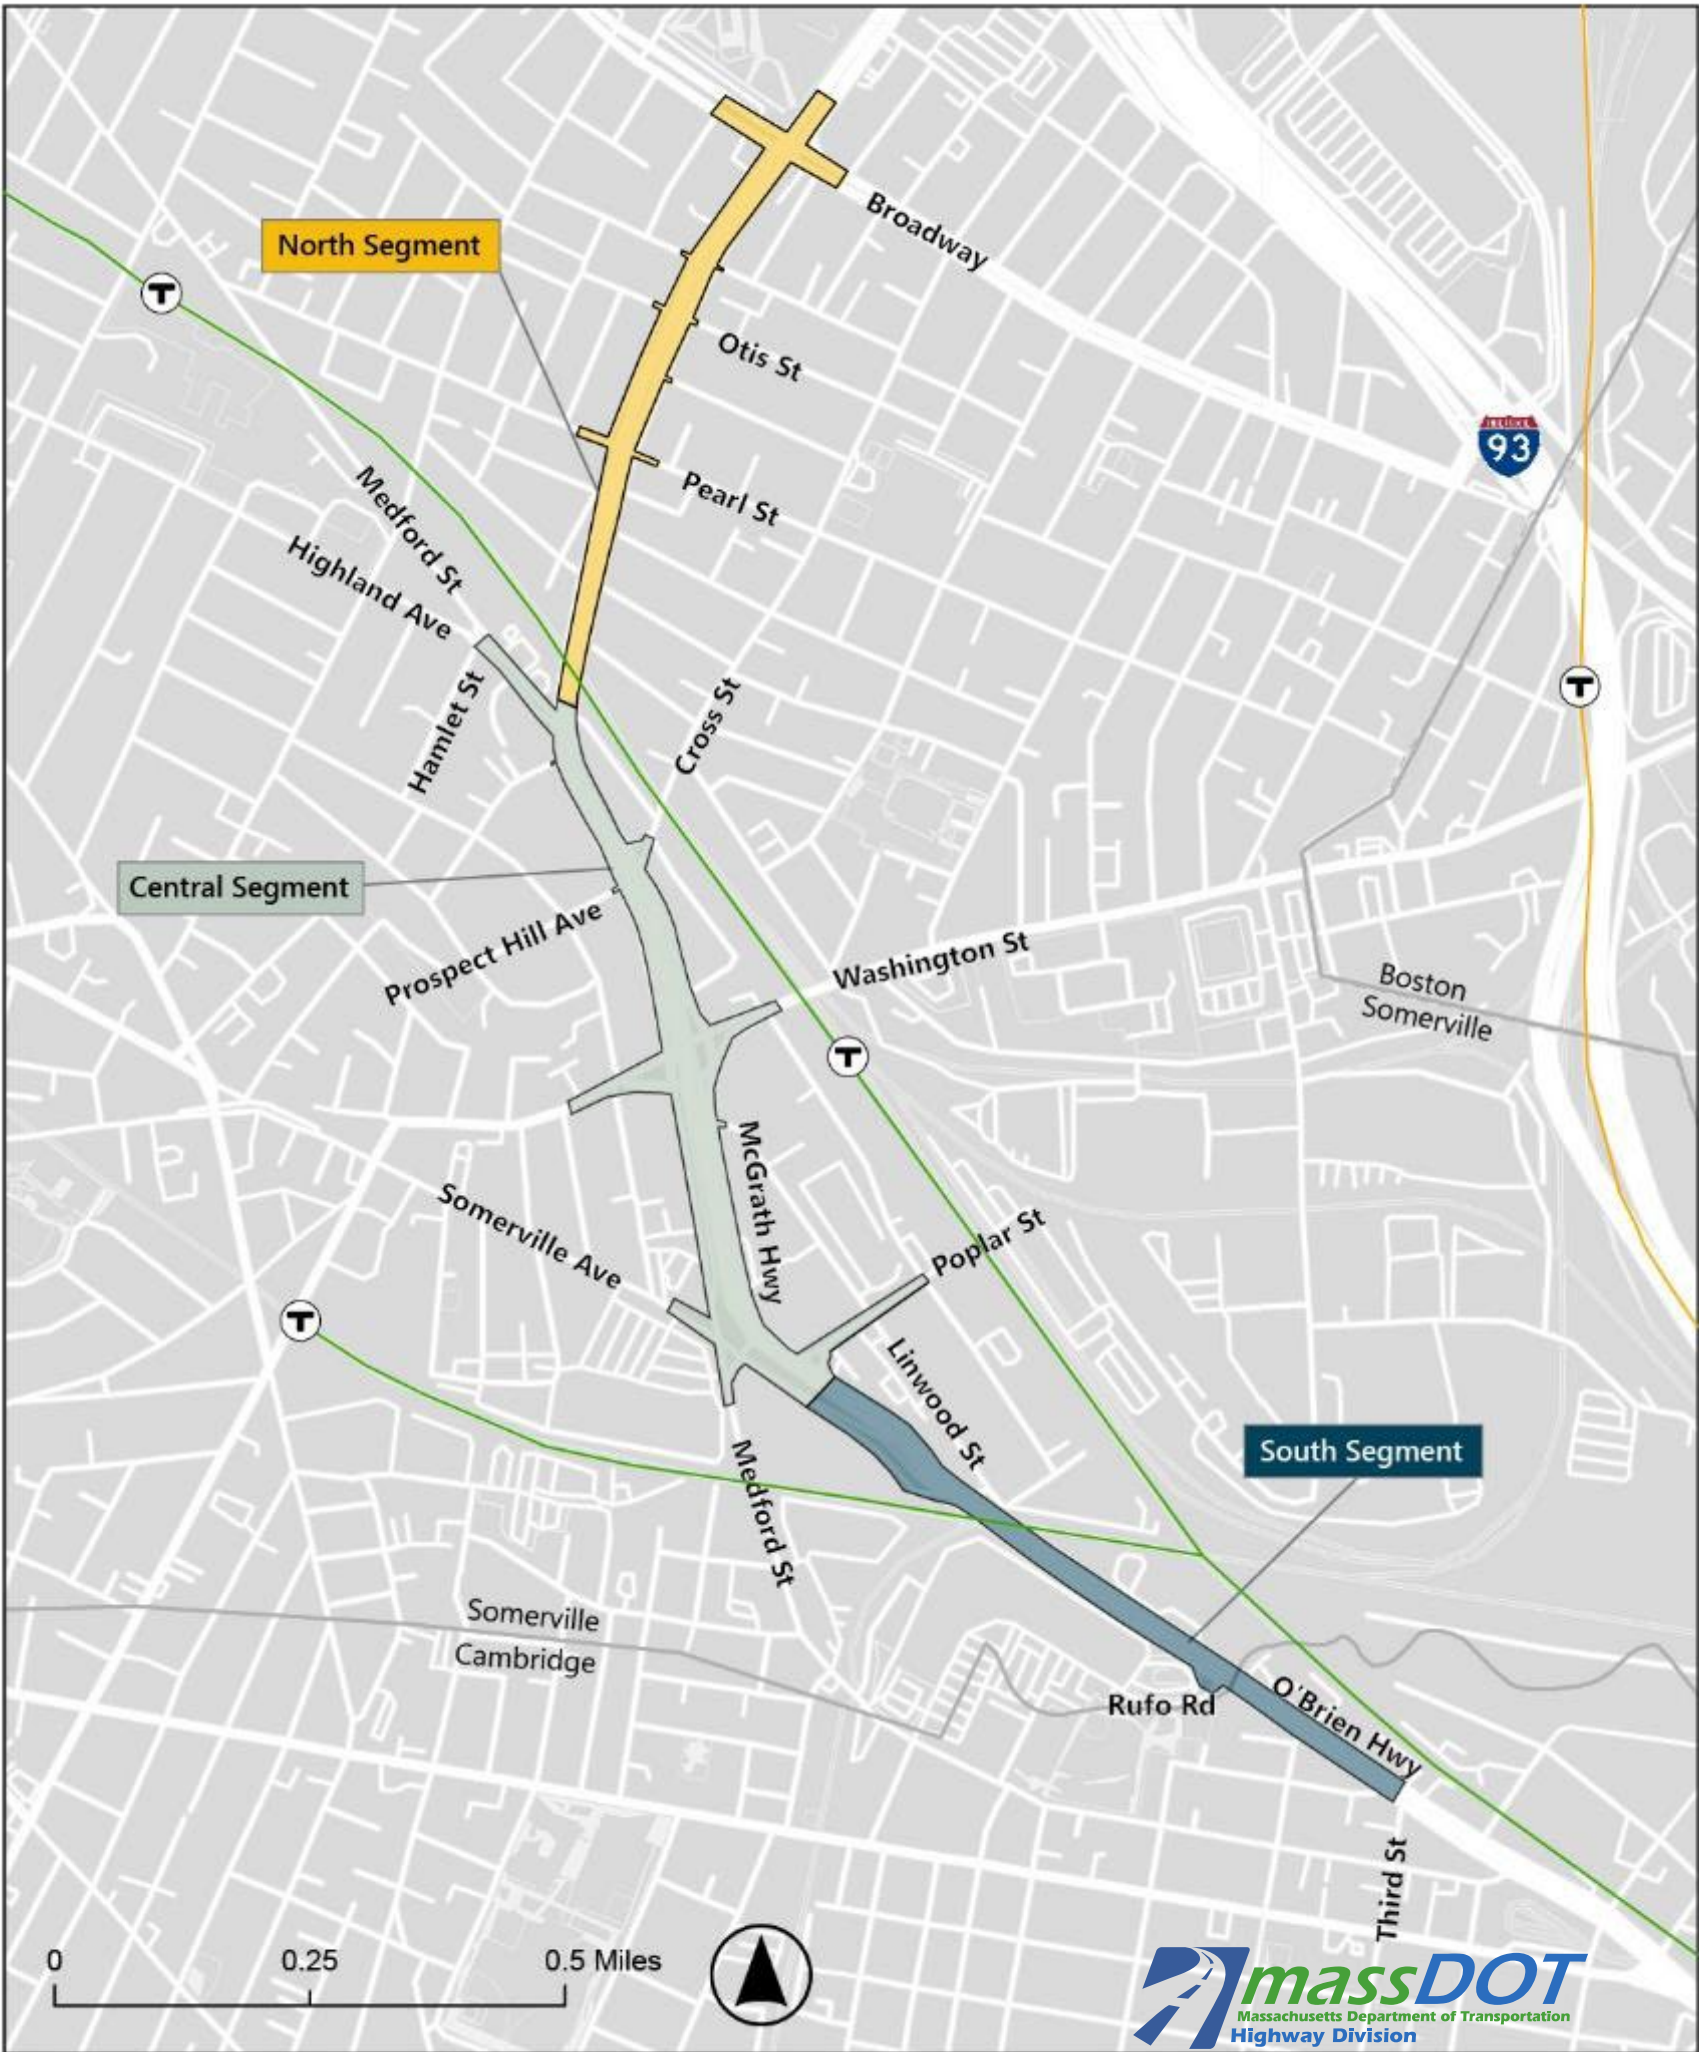 Broadway
North Segment
T
Otis St
INTERSTATE
93
Pearl St
Medford St
Highland Ave
T
Hamlet St
Cross St
Central Segment
Prospect Hill Ave
Washington St
Boston
Somerville
T
McGrath Hwy
Somerville Ave
Poplar St
T
Linwood St
South Segment
Medford St
Somerville
Cambridge
Rufo Rd
O'Brien Hwy
Third St
0 0.25 0.5 Miles
massDOT
Massachusetts Department of Transportation
Highway Division